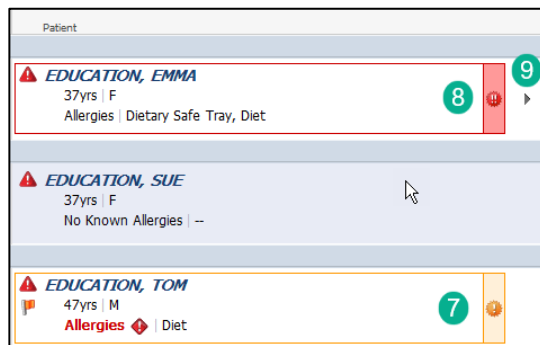 Patient
EDUCATION, EMMA
37yrs | F
Allergies | Dietary Safe Tray, Diet
8
!!
9
EDUCATION, SUE
37yrs | F
No Known Allergies | --
EDUCATION, TOM
47yrs | M
Allergies | Diet
7
!